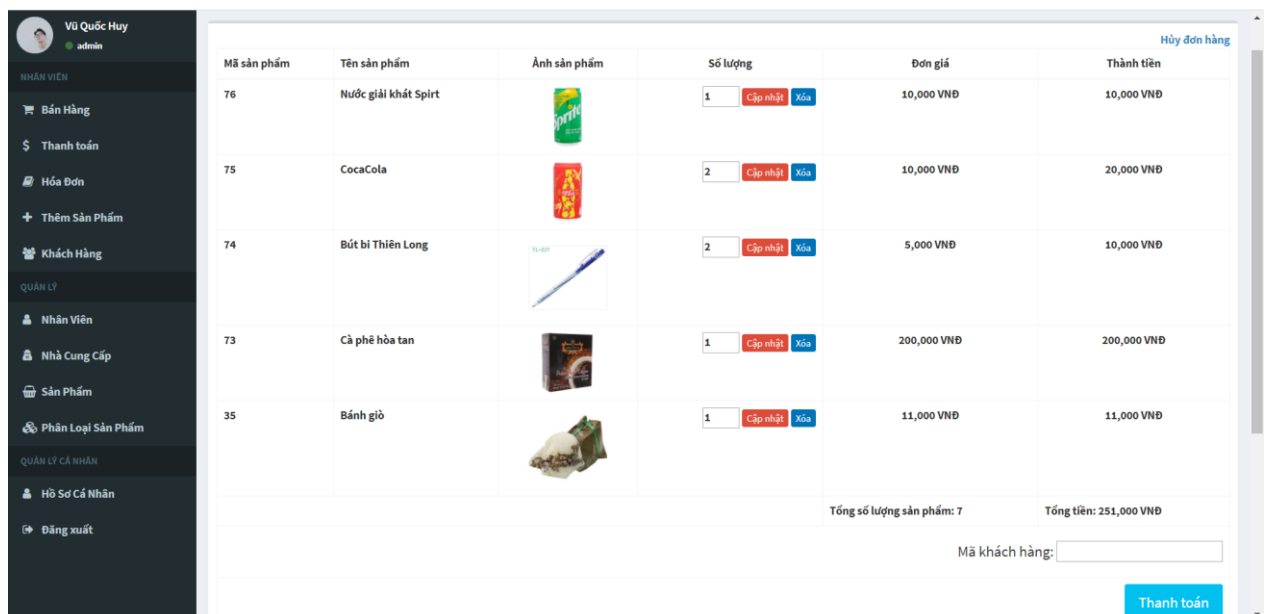 Vũ Quốc Huy
admin
NHÂN VIÊN
Bán Hàng
Thanh toán
Hóa Đơn
Thêm Sản Phẩm
Khách Hàng
QUẢN LÝ
Nhân Viên
Nhà Cung Cấp
Sản Phẩm
Phân Loại Sản Phẩm
QUẢN LÝ CÁ NHÂN
Hồ Sơ Cá Nhân
Đăng xuất
Hủy đơn hàng
Mã sản phẩm Tên sản phẩm Ảnh sản phẩm Số lượng Đơn giá Thành tiền
76 Nước giải khát Spirt Sprite 1 Cập nhật Xóa 10,000 VNĐ 10,000 VNĐ
75 CocaCola 2 Cập nhật Xóa 10,000 VNĐ 20,000 VNĐ
74 Bút bi Thiên Long TL-027 2 Cập nhật Xóa 5,000 VNĐ 10,000 VNĐ
73 Cà phê hòa tan 1 Cập nhật Xóa 200,000 VNĐ 200,000 VNĐ
35 Bánh giò 1 Cập nhật Xóa 11,000 VNĐ 11,000 VNĐ
Tổng số lượng sản phẩm: 7 Tổng tiền: 251,000 VNĐ
Mã khách hàng:
Thanh toán